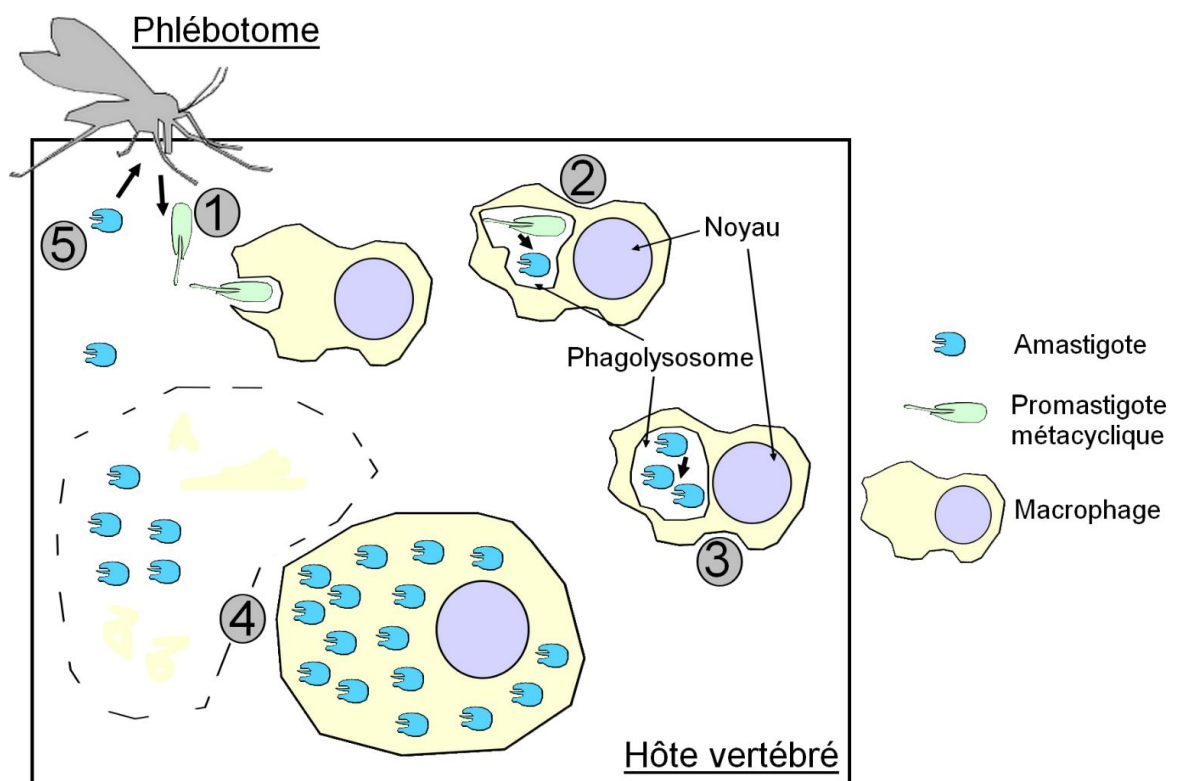 Phlébotome
1
2
5
Noyau
Phagolysosome
3
4
Hôte vertébré
Amastigote
Promastigote
métacyclique
Macrophage